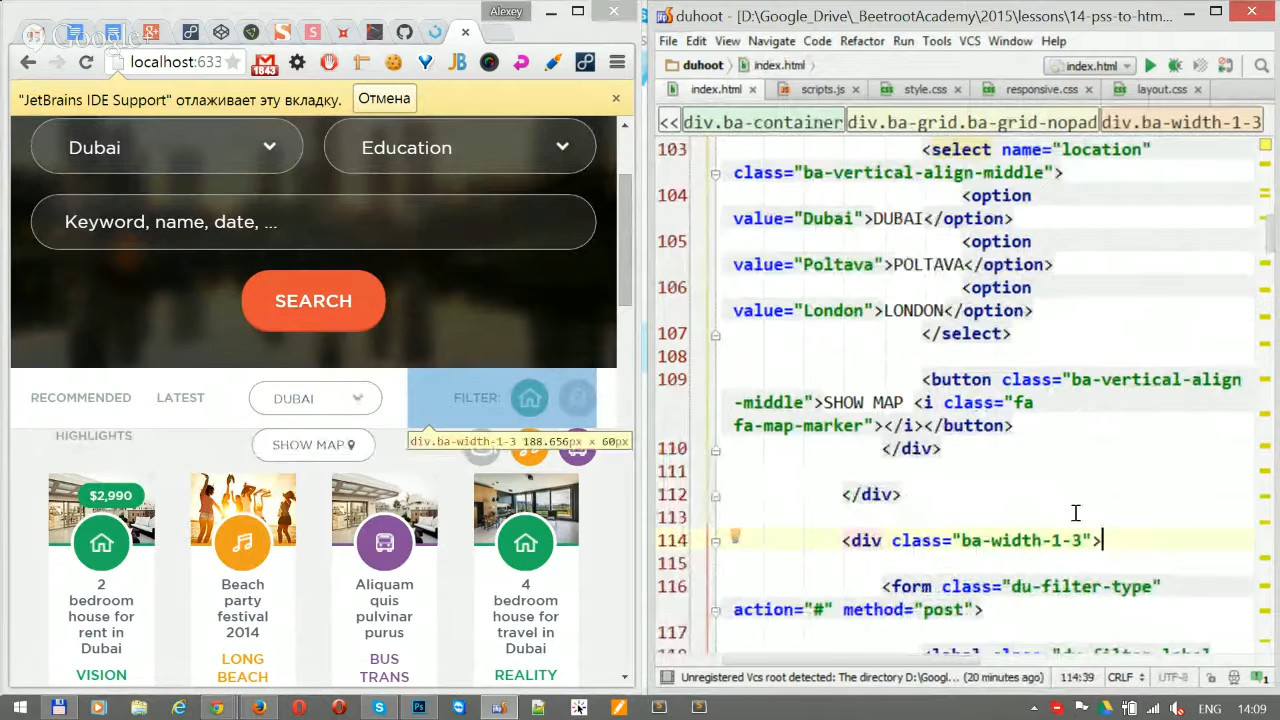 Google+
Alexey
localhost:633
1843
JB
"JetBrains IDE Support" отлаживает эту вкладку.
Отмена
Dubai
Education
Keyword, name, date, ...
SEARCH
RECOMMENDED
LATEST
DUBAI
FILTER:
HIGHLIGHTS
SHOW MAP
div.ba-width-1-3 188.656px × 60px
$2,990
2
bedroom
house for
rent in
Dubai
VISION
Beach
party
festival
2014
LONG
BEACH
Aliquam
quis
pulvinar
purus
BUS
TRANS
4
bedroom
house for
travel in
Dubai
REALITY
duhoot - [D:\Google_Drive\_BeetrootAcademy\2015\lessons\14-pss-to-htm...
File Edit View Navigate Code Refactor Run Tools VCS Window Help
duhoot index.html
index.html
index.html scripts.js style.css responsive.css layout.css
<< div.ba-container div.ba-grid.ba-grid-nopad div.ba-width-1-3
103 <select name="location"
class="ba-vertical-align-middle">
104 <option
value="Dubai">DUBAI</option>
105 <option
value="Poltava">POLTAVA</option>
106 <option
value="London">LONDON</option>
107 </select>
108
109 <button class="ba-vertical-align
-middle">SHOW MAP <i class="fa
fa-map-marker"></i></button>
110 </div>
111
112 </div>
113
114 <div class="ba-width-1-3">
115
116 <form class="du-filter-type"
action="#" method="post">
117
<label class="du-filter-label
Unregistered Vcs root detected: The directory D:\Googl... (20 minutes ago) 114:39 CRLF UTF-8 1
ENG 14:09